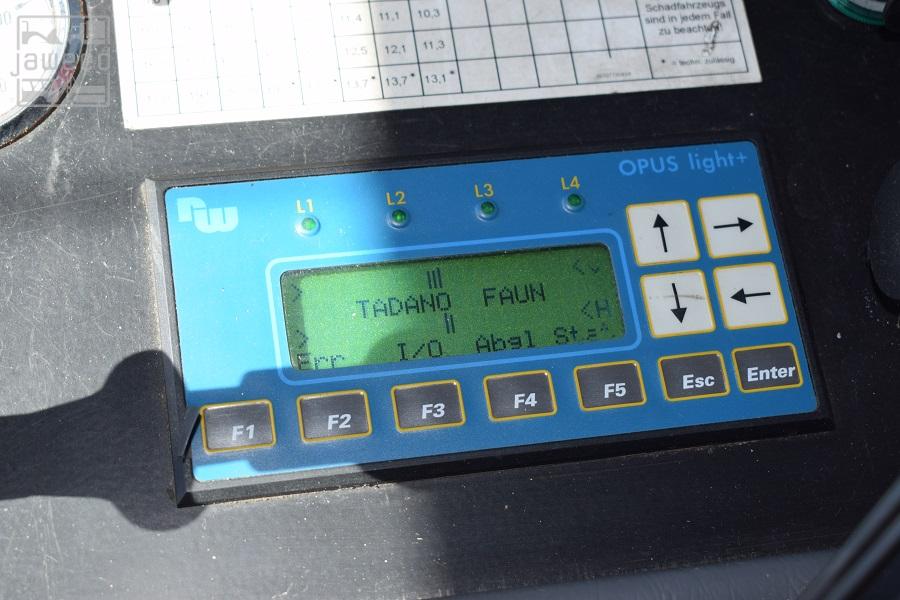 jaweed
11,4 11,1 10,3
12,5 12,1 11,3
13,7* 13,7* 13,1*
Schadfahrzeugs
sind in jedem Fall
zu beachten!
* = techn. zulässig
OPUS light+
rw
L1 L2 L3 L4
TADANO FAUN
<H
Err I/O Abgl
F1 F2 F3 F4 F5 Esc Enter